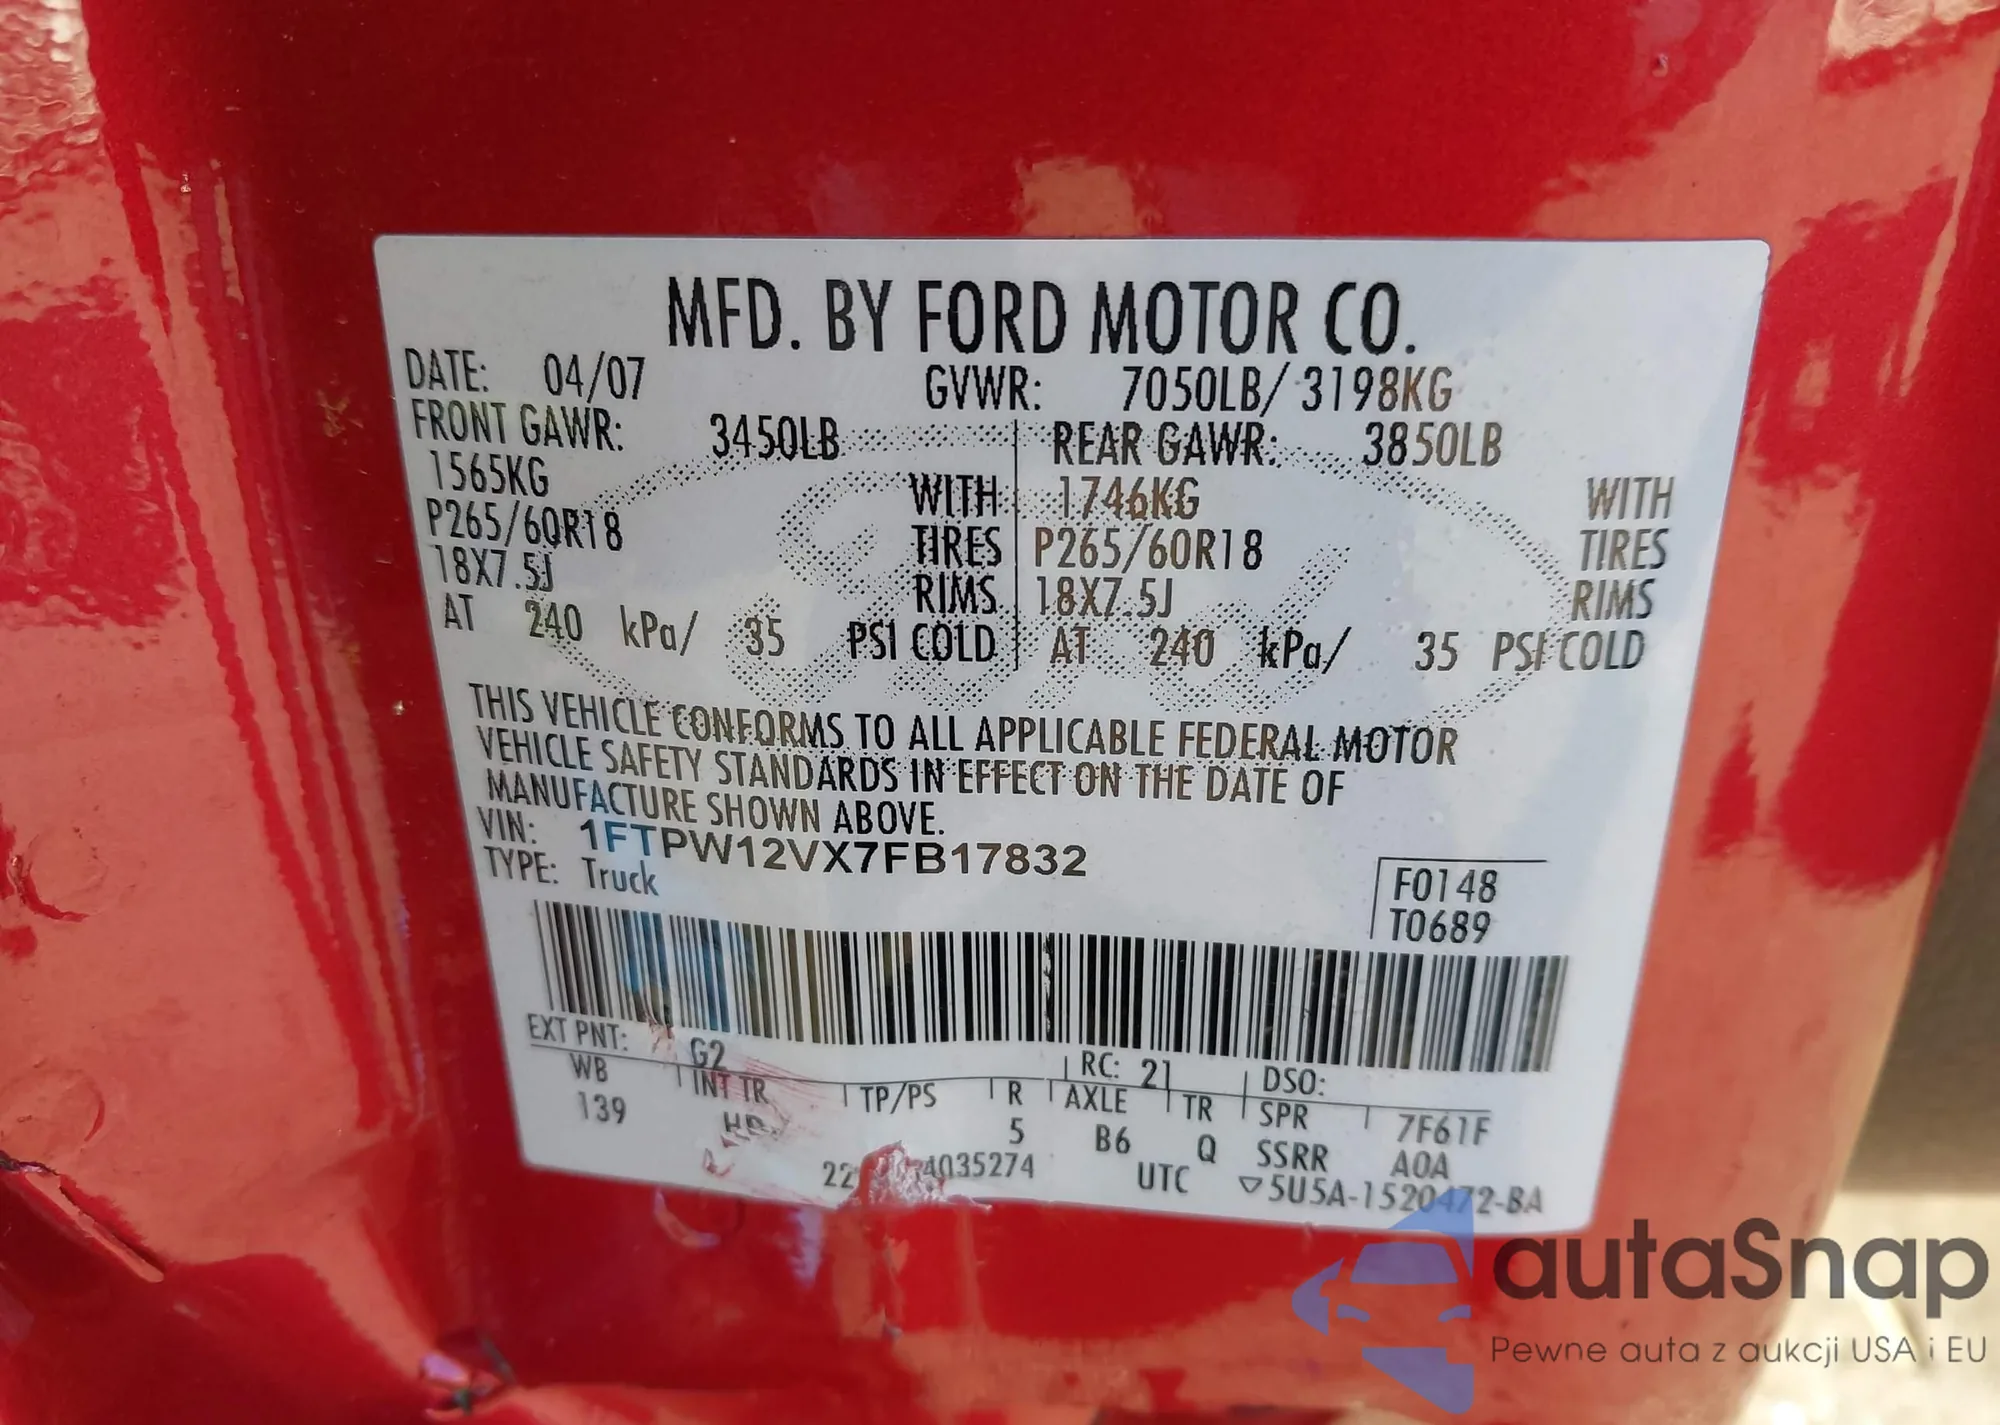 MFD. BY FORD MOTOR CO.
DATE: 04/07 GVWR: 7050LB/ 3198KG
FRONT GAWR: 3450LB REAR GAWR: 3850LB
1565KG WITH 1746KG WITH
P265/60R18 TIRES P265/60R18 TIRES
18X7.5J RIMS 18X7.5J RIMS
AT 240 kPa/ 35 PSI COLD AT 240 kPa/ 35 PSI COLD
THIS VEHICLE CONFORMS TO ALL APPLICABLE FEDERAL MOTOR
VEHICLE SAFETY STANDARDS IN EFFECT ON THE DATE OF
MANUFACTURE SHOWN ABOVE.
VIN: 1FTPW12VX7FB17832
TYPE: Truck
F0148
T0689
EXT PNT: G2 RC: 21 DSO:
WB INT TR TP/PS R AXLE TR SPR 7F61F
139 5 B6 Q SSRR A0A
4035274 UTC ▽5U5A-1520472-BA
autaSnap
Pewne auta z aukcji USA i EU